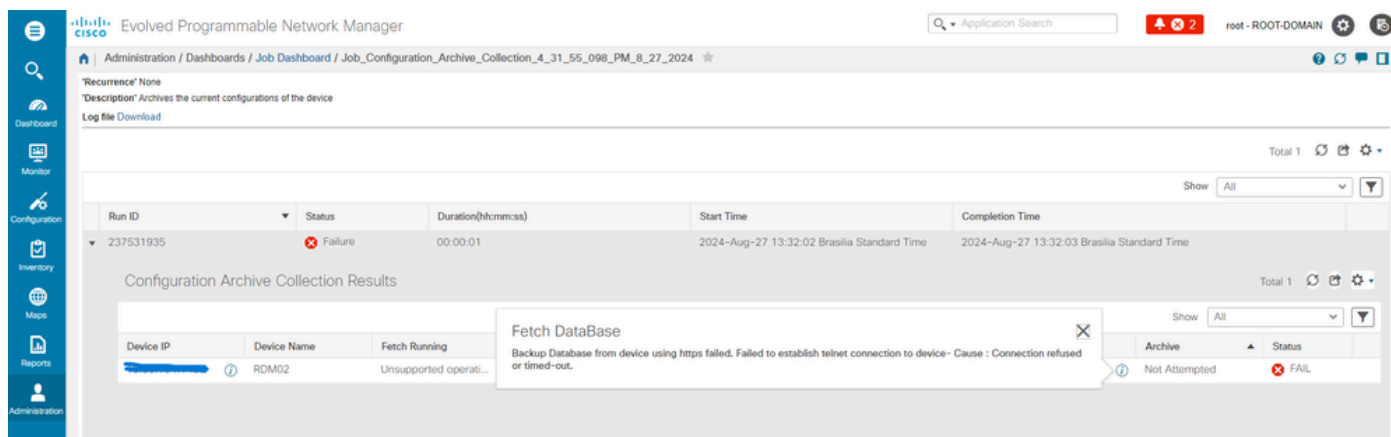 CISCO Evolved Programmable Network Manager
Application Search
2
root - ROOT-DOMAIN
Administration / Dashboards / Job Dashboard / Job_Configuration_Archive_Collection_4_31_55_098_PM_8_27_2024
'Recurrence' None
'Description' Archives the current configurations of the device
Log file Download
Dashboard
Monitor
Configuration
Inventory
Maps
Reports
Administration
Total 1
Show All
Run ID Status Duration(hh:mm:ss) Start Time Completion Time
237531935 Failure 00:00:01 2024-Aug-27 13:32:02 Brasilia Standard Time 2024-Aug-27 13:32:03 Brasilia Standard Time
Configuration Archive Collection Results
Total 1
Show All
Fetch DataBase
Backup Database from device using https failed. Failed to establish telnet connection to device- Cause : Connection refused
or timed-out.
Device IP Device Name Fetch Running Archive Status
RDM02 Unsupported operati... Not Attempted FAIL